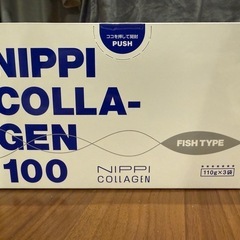 ココを押して開封
PUSH
NIPPI
COLLA-
GEN
100
FISH TYPE
NIPPI
COLLAGEN
110g×3袋